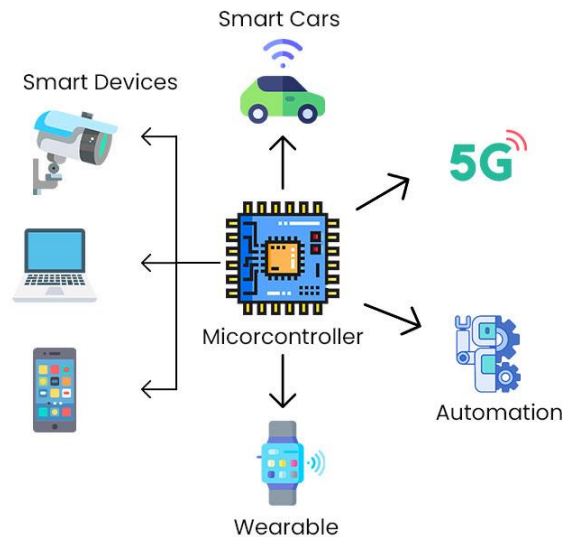 Smart Cars
Smart Devices
5G
Micorcontroller
Automation
Wearable